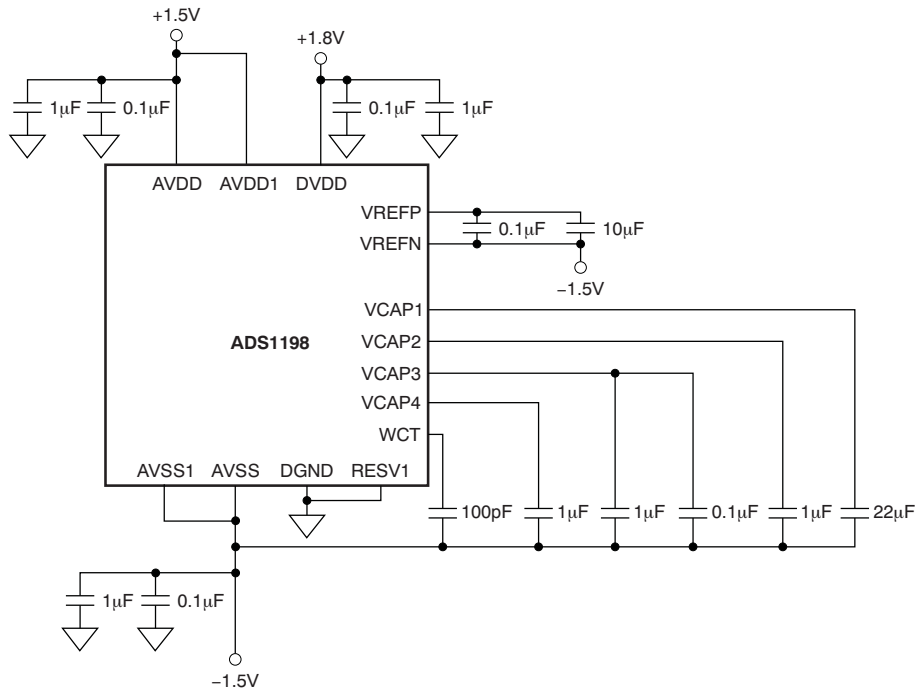 +1.5V
+1.8V
1μF
0.1μF
0.1μF
1μF
AVDD
AVDD1
DVDD
VREFP
0.1μF
10μF
VREFN
−1.5V
VCAP1
ADS1198
VCAP2
VCAP3
VCAP4
WCT
AVSS1
AVSS
DGND
RESV1
100pF
1μF
1μF
0.1μF
1μF
22μF
1μF
0.1μF
−1.5V